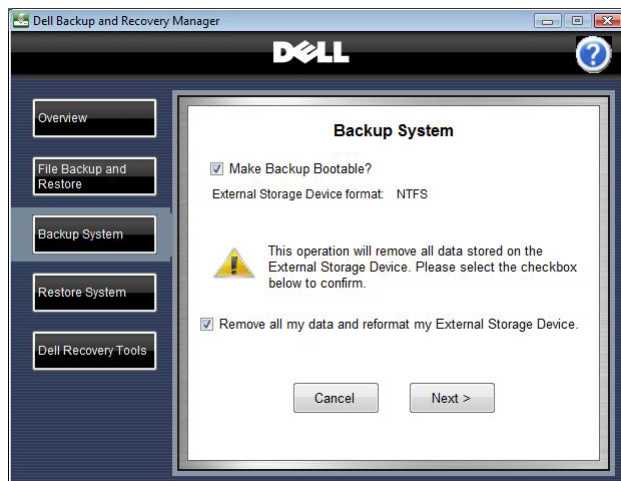 Dell Backup and Recovery Manager
DELL
?
Overview
File Backup and
Restore
Backup System
Restore System
Dell Recovery Tools
Backup System
Make Backup Bootable?
External Storage Device format: NTFS
This operation will remove all data stored on the
External Storage Device. Please select the checkbox
below to confirm.
Remove all my data and reformat my External Storage Device.
Cancel
Next >